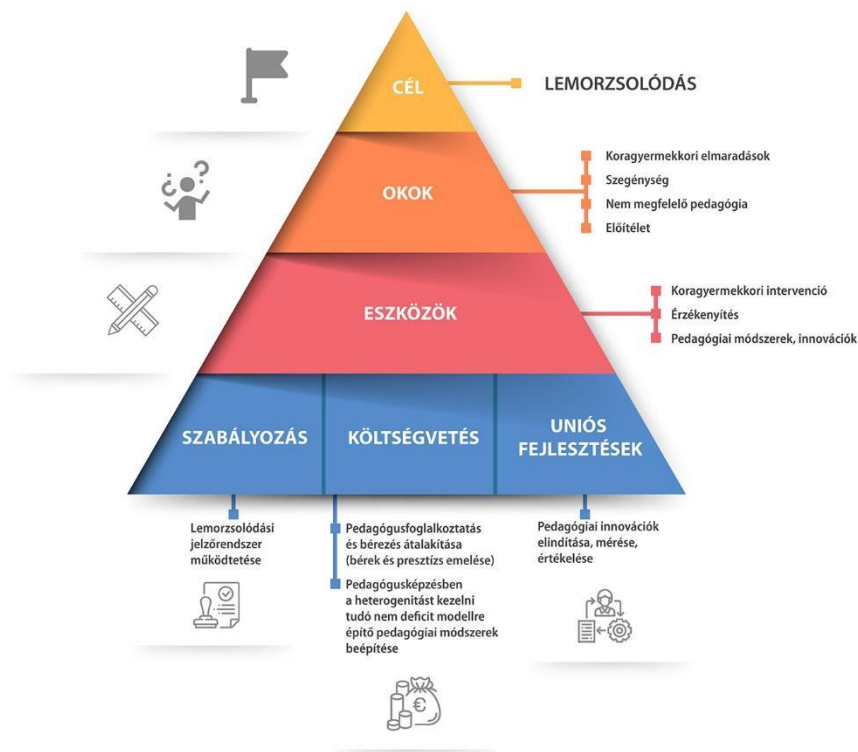 CÉL
LEMORZSOLÓDÁS
OKOK
Koragyermekkori elmaradások
Szegénység
Nem megfelelő pedagógia
Előítélet
ESZKÖZÖK
Koragyermekkori intervenció
Érzékenyítés
Pedagógiai módszerek, innovációk
SZABÁLYOZÁS
KÖLTSÉGVETÉS
UNIÓS
FEJLESZTÉSEK
Lemorzsolódási
jelzőrendszer
működtetése
Pedagógusfoglalkoztatás
és bérezés átalakítása
(bérek és presztízs emelése)
Pedagógusképzésben
a heterogenitást kezelni
tudó nem deficit modellre
építő pedagógiai módszerek
beépítése
Pedagógiai innovációk
elindítása, mérése,
értékelése